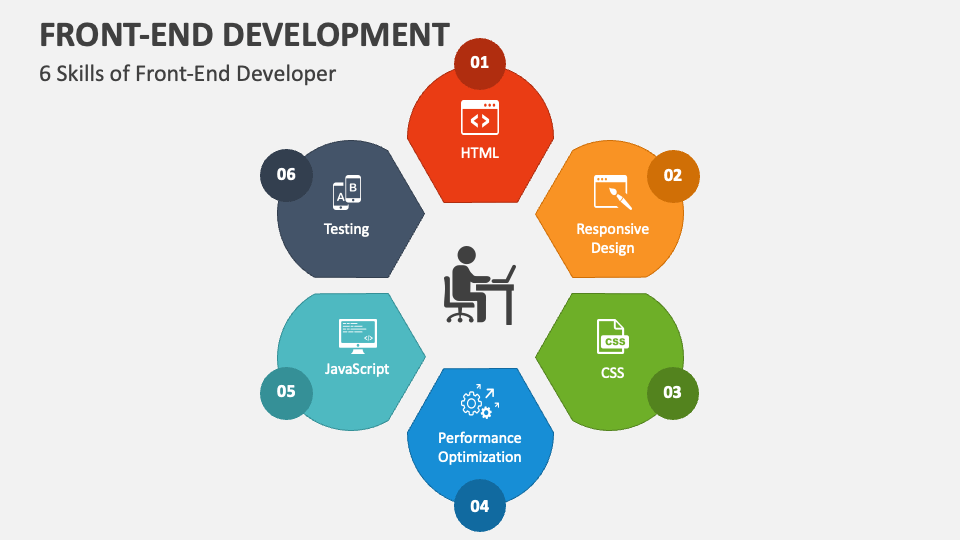 FRONT-END DEVELOPMENT
6 Skills of Front-End Developer
01
HTML
02
Responsive
Design
03
CSS
CSS
04
Performance
Optimization
05
JavaScript
06
A B
Testing